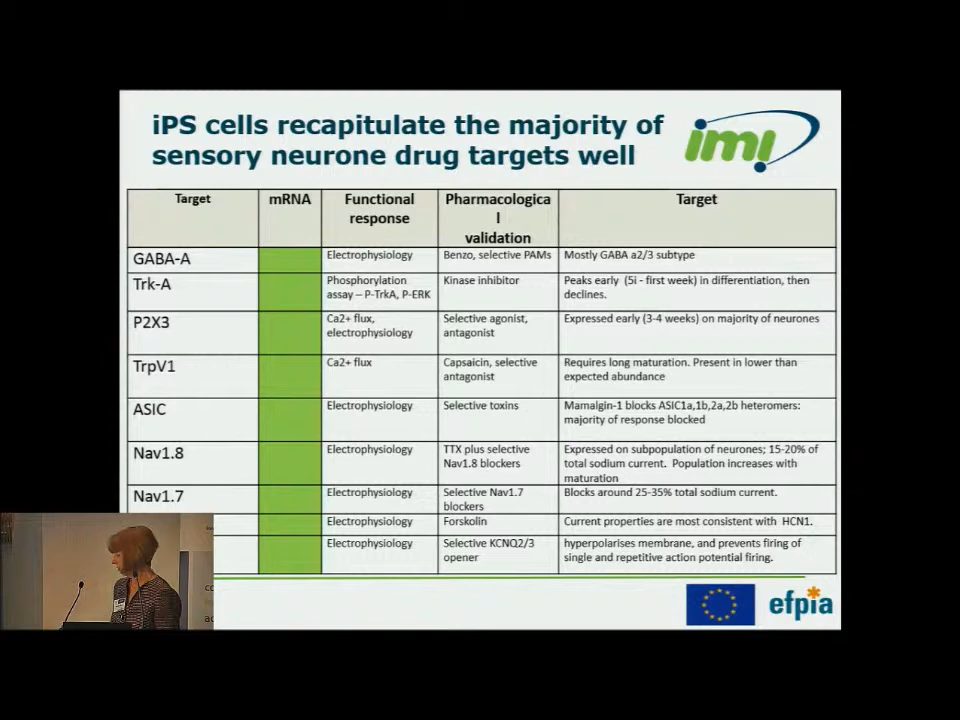 iPS cells recapitulate the majority of
sensory neurone drug targets well
imi
Target
mRNA
Functional
response
Pharmacologica
l
validation
Target
GABA-A
Electrophysiology
Benzo, selective PAMs
Mostly GABA a2/3 subtype
Trk-A
Phosphorylation
assay – P-TrkA, P-ERK
Kinase inhibitor
Peaks early (5i - first week) in differentiation, then
declines.
P2X3
Ca2+ flux,
electrophysiology
Selective agonist,
antagonist
Expressed early (3-4 weeks) on majority of neurones
TrpV1
Ca2+ flux
Capsaicin, selective
antagonist
Requires long maturation. Present in lower than
expected abundance
ASIC
Electrophysiology
Selective toxins
Mamalgin-1 blocks ASIC1a,1b,2a,2b heteromers:
majority of response blocked
Nav1.8
Electrophysiology
TTX plus selective
Nav1.8 blockers
Expressed on subpopulation of neurones; 15-20% of
total sodium current. Population increases with
maturation
Nav1.7
Electrophysiology
Selective Nav1.7
blockers
Blocks around 25-35% total sodium current.
Electrophysiology
Forskolin
Current properties are most consistent with HCN1.
Electrophysiology
Selective KCNQ2/3
opener
hyperpolarises membrane, and prevents firing of
single and repetitive action potential firing.
efpia